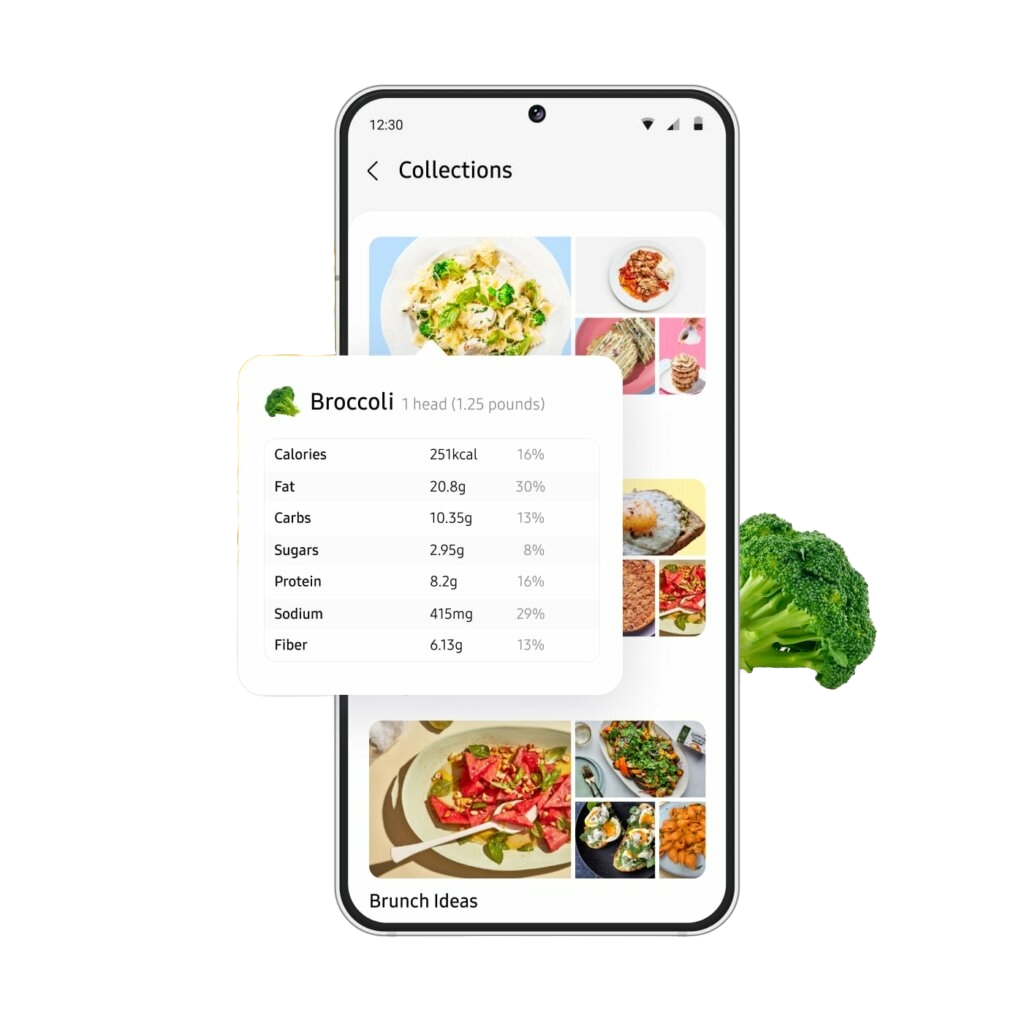 12:30
Collections
Broccoli 1 head (1.25 pounds)
Calories 251kcal 16%
Fat 20.8g 30%
Carbs 10.35g 13%
Sugars 2.95g 8%
Protein 8.2g 16%
Sodium 415mg 29%
Fiber 6.13g 13%
Brunch Ideas